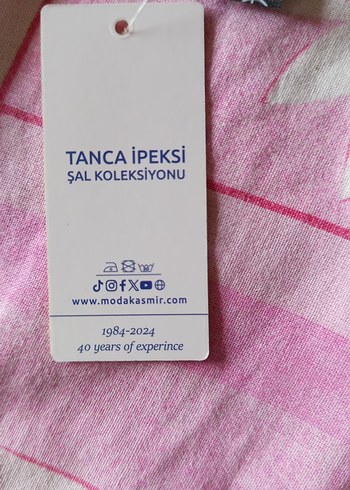 TANCA İPEKSİ
ŞAL KOLEKSİYONU
www.modakasmir.com
1984-2024
40 years of experince